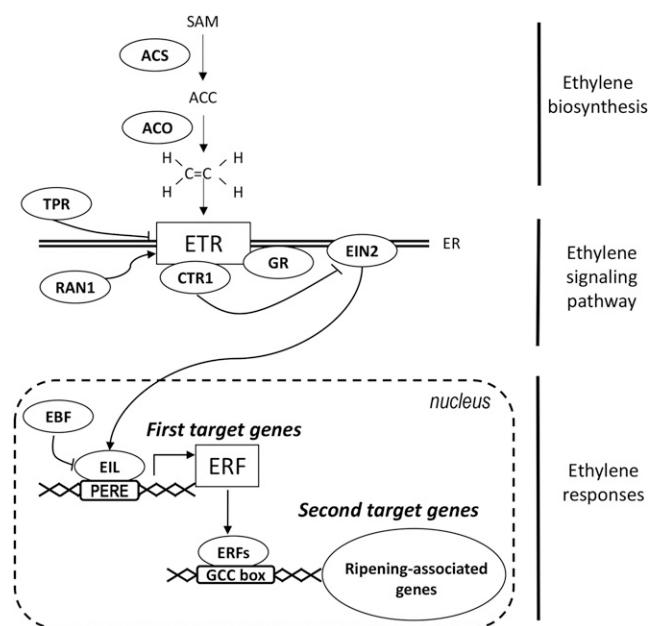 SAM
ACS
ACC
ACO
Ethylene
biosynthesis
H H
C=C
H H
TPR
ETR
EIN2
ER
GR
RAN1
CTR1
Ethylene
signaling
pathway
nucleus
EBF
First target genes
EIL
ERF
PERE
Ethylene
responses
Second target genes
ERFs
GCC box
Ripening-associated
genes